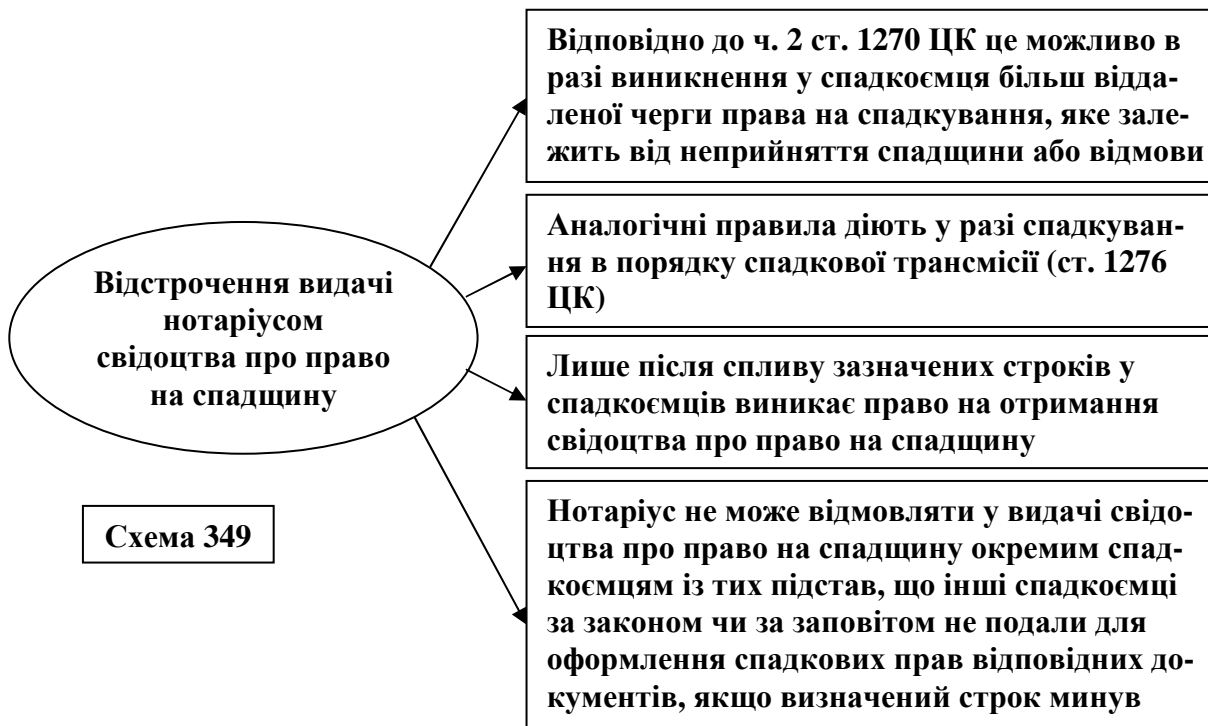 Відповідно до ч. 2 ст. 1270 ЦК це можливо в
разі виникнення у спадкоємця більш відда-
леної черги права на спадкування, яке зале-
жить від неприйняття спадщини або відмови
Аналогічні правила діють у разі спадкуван-
ня в порядку спадкової трансмісії (ст. 1276
ЦК)
Відстрочення видачі
нотаріусом
свідоцтва про право
на спадщину
Лише після спливу зазначених строків у
спадкоємців виникає право на отримання
свідоцтва про право на спадщину
Нотаріус не може відмовляти у видачі свідо-
цтва про право на спадщину окремим спад-
коємцям із тих підстав, що інші спадкоємці
за законом чи за заповітом не подали для
оформлення спадкових прав відповідних до-
кументів, якщо визначений строк минув
Схема 349